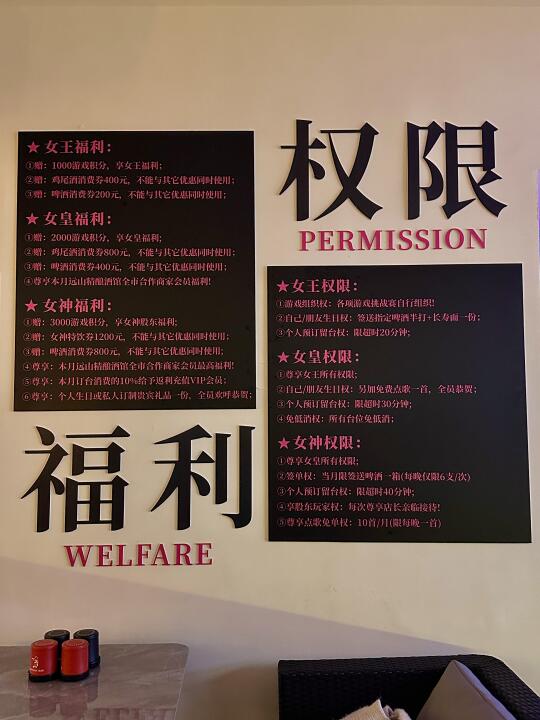 ★女王福利：
①赠：1000游戏积分，享女王福利；
②赠：鸡尾酒消费券400元，不能与其它优惠同时使用；
③赠：啤酒消费券200元，不能与其它优惠同时使用；
★女皇福利：
①赠：2000游戏积分，享女皇福利；
②赠：鸡尾酒消费券800元，不能与其它优惠同时使用；
③赠：啤酒消费券400元，不能与其它优惠同时使用；
④尊享本月远山精酿酒馆全市合作商家会员福利！
★女神福利：
①赠：3000游戏积分，享女神股东福利；
②赠：女神特饮券1200元，不能与其它优惠同时使用；
③赠：啤酒消费券800元，不能与其它优惠同时使用；
④尊享：本月远山精酿酒馆全市合作商家会员最高福利！
⑤尊享：本月订台消费的10%给予返利充值VIP会员；
⑥尊享：个人生日或私人订制贵宾礼品一份，全员欢呼恭贺；
福利
WELFARE
权限
PERMISSION
★女王权限：
①游戏组织权：各项游戏挑战赛自行组织！
②自己/朋友生日权：签送指定啤酒半打+长寿面一份；
③个人预订留台权：限超时20分钟；
★女皇权限：
①尊享女王所有权限；
②自己/朋友生日权：另加免费点歌一首，全员恭贺；
③个人预订留台权：限超时30分钟；
④免低消权：所有台位免低消；
★女神权限：
①尊享女皇所有权限；
②签单权：当月限签送啤酒一箱(每晚仅限6支/次)
③个人预订留台权：限超时40分钟；
④享股东玩家权：每次尊享店长亲临接待！
⑤尊享点歌免单权：10首/月(限每晚一首)